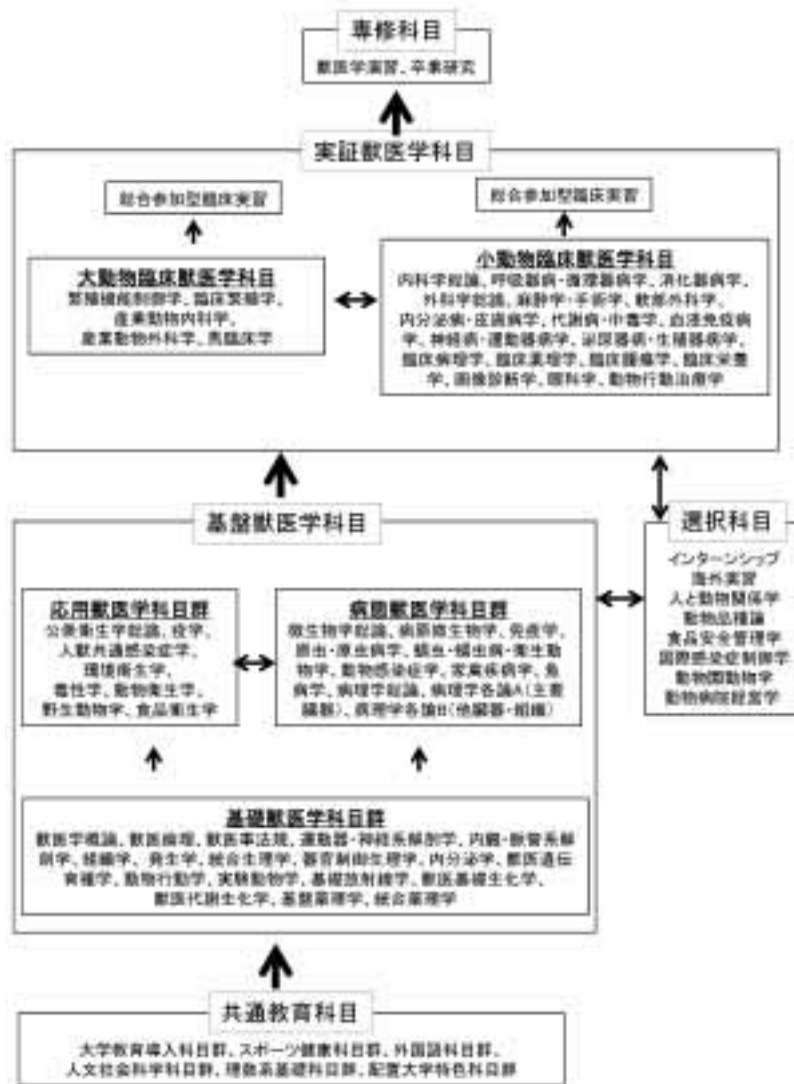 専修科目
獣医学演習、卒業研究
実証獣医学科目
総合参加型臨床実習
総合参加型臨床実習
大動物臨床獣医学科目
繁殖機能制御学、臨床繁殖学、
産業動物内科学、
産業動物外科学、馬臨床学
小動物臨床獣医学科目
内科学総論、呼吸器病・循環器病学、消化器病学、
外科学総論、麻酔学・手術学、軟部外科学、
内分泌病・皮膚病学、代謝病・中毒学、血液免疫病
学、神経病・運動器病学、泌尿器病・生殖器病学、
臨床病理学、臨床薬理学、臨床腫瘍学、臨床栄養
学、画像診断学、眼科学、動物行動治療学
基盤獣医学科目
応用獣医学科目群
公衆衛生学総論、疫学、
人獣共通感染症学、
環境衛生学、
毒性学、動物衛生学、
野生動物学、食品衛生学
病態獣医学科目群
微生物学総論、病原微生物学、免疫学、
原虫・原虫病学、蠕虫・蠕虫病・衛生動
物学、動物感染症学、家禽疾病学、魚
病学、病理学総論、病理学各論A(主要
臓器)、病理学各論B(他臓器・組織)
選択科目
インターンシップ
海外実習
人と動物関係学
動物品種論
食品安全管理学
国際感染症制御学
動物園動物学
動物病院経営学
基礎獣医学科目群
獣医学概論、獣医倫理、獣医事法規、運動器・神経系解剖学、内臓・脈管系解
剖学、組織学、発生学、統合生理学、器官制御生理学、内分泌学、獣医遺伝
育種学、動物行動学、実験動物学、基礎放射線学、獣医基礎生化学、
獣医代謝生化学、基盤薬理学、統合薬理学
共通教育科目
大学教育導入科目群、スポーツ健康科目群、外国語科目群、
人文社会科学科目群、理数系基礎科目群、配置大学特色科目群